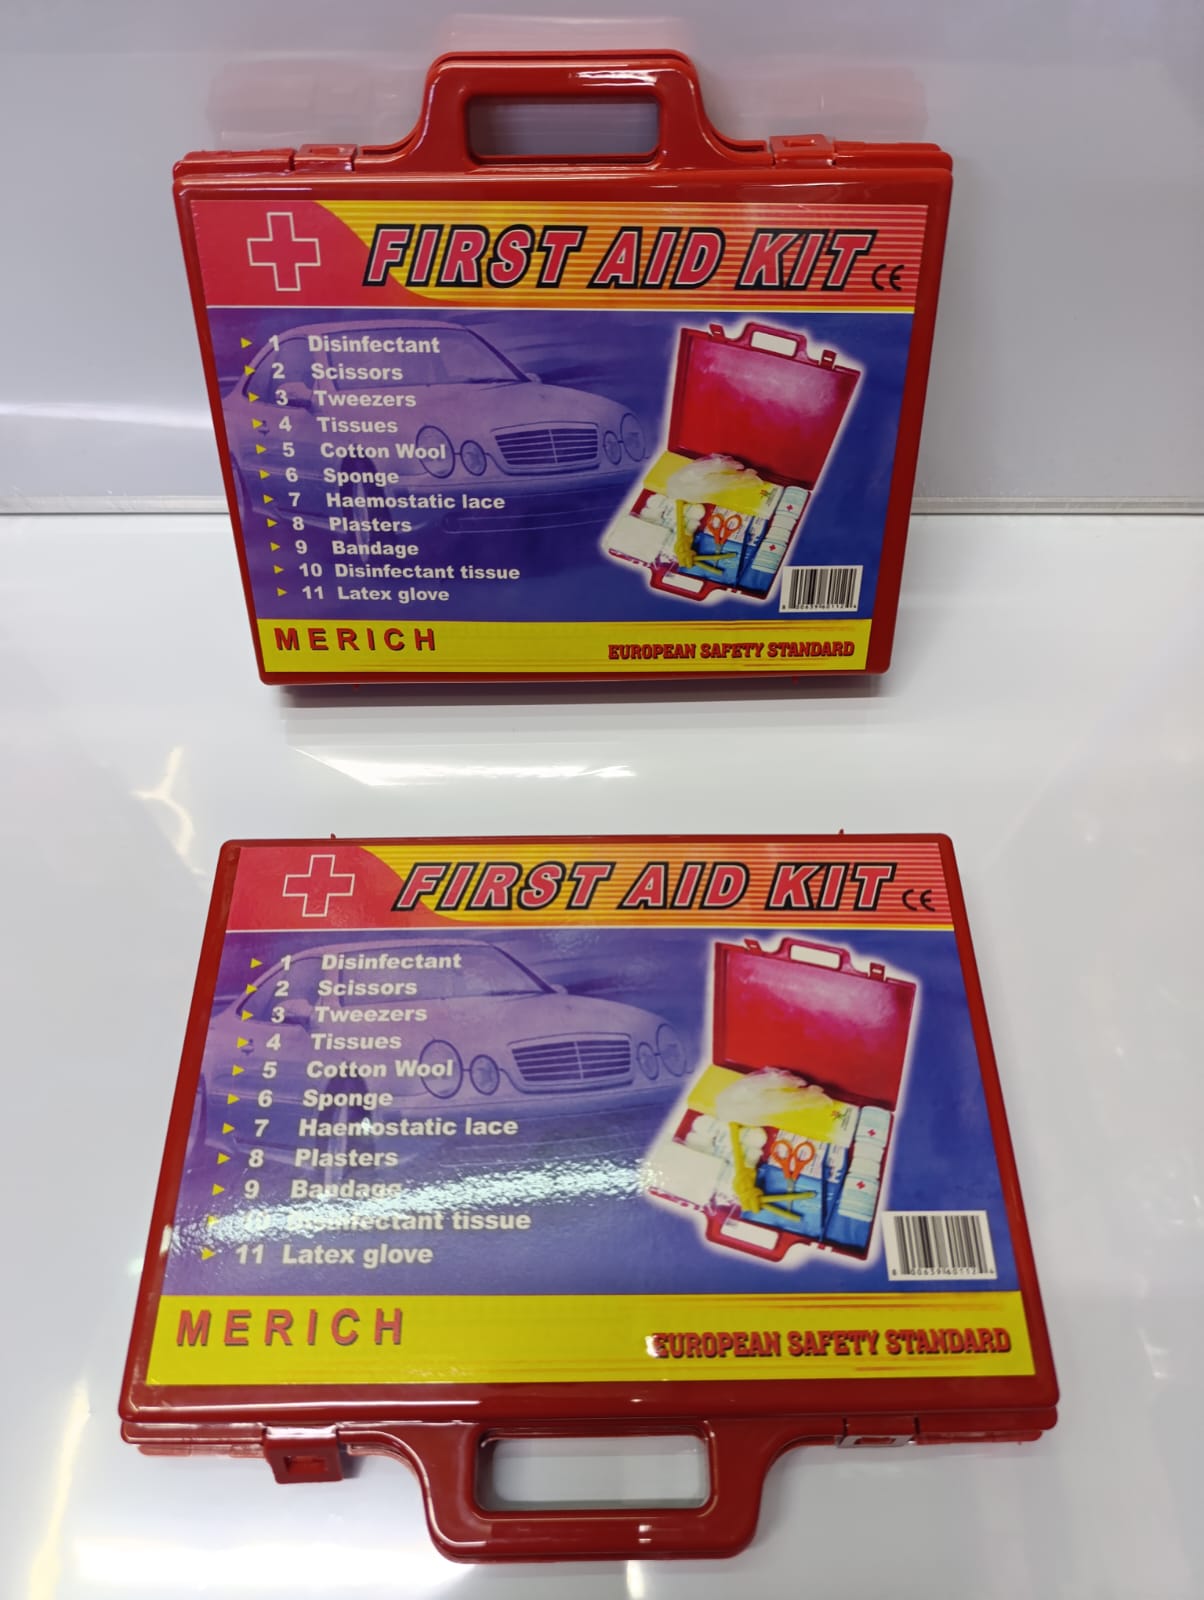 FIRST AID KIT CE
1 Disinfectant
2 Scissors
3 Tweezers
4 Tissues
5 Cotton Wool
6 Sponge
7 Haemostatic lace
8 Plasters
9 Bandage
10 Disinfectant tissue
11 Latex glove
MERICH
EUROPEAN SAFETY STANDARD
FIRST AID KIT CE
1 Disinfectant
2 Scissors
3 Tweezers
4 Tissues
5 Cotton Wool
6 Sponge
7 Haemostatic lace
8 Plasters
9 Bandage
10 Disinfectant tissue
11 Latex glove
MERICH
EUROPEAN SAFETY STANDARD